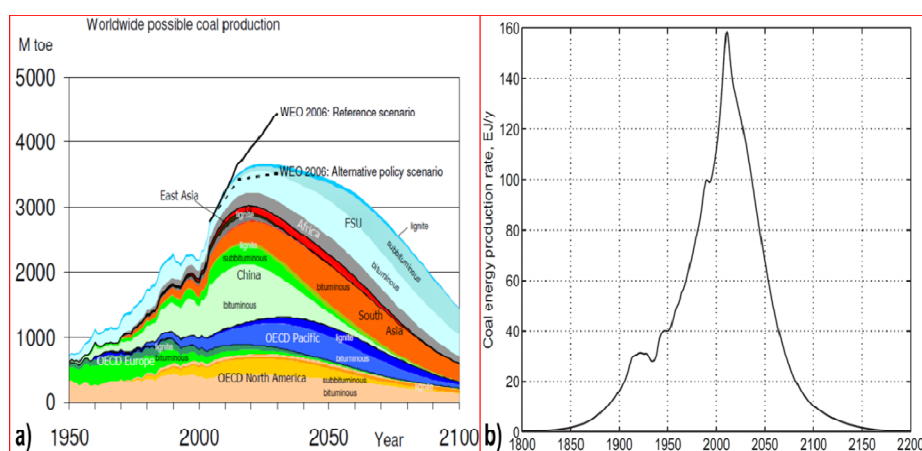 Worldwide possible coal production
M toe
5000
4000
3000
2000
1000
0
1950
2000
2050
2100
Year
WEO 2006: Reference scenario
WEO 2006: Alternative policy scenario
East Asia
lignite
Africa
FSU
lignite
subbituminous
bituminous
lignite
subbituminous
China
bituminous
bituminous
South
Asia
OECD Pacific
lignite
bituminous
OECD Europe
lignite
bituminous
OECD North America
subbituminous
bituminous
lignite
a)
Coal energy production rate, EJ/y
160
140
120
100
80
60
40
20
0
1800
1850
1900
1950
2000
2050
2100
2150
2200
b)